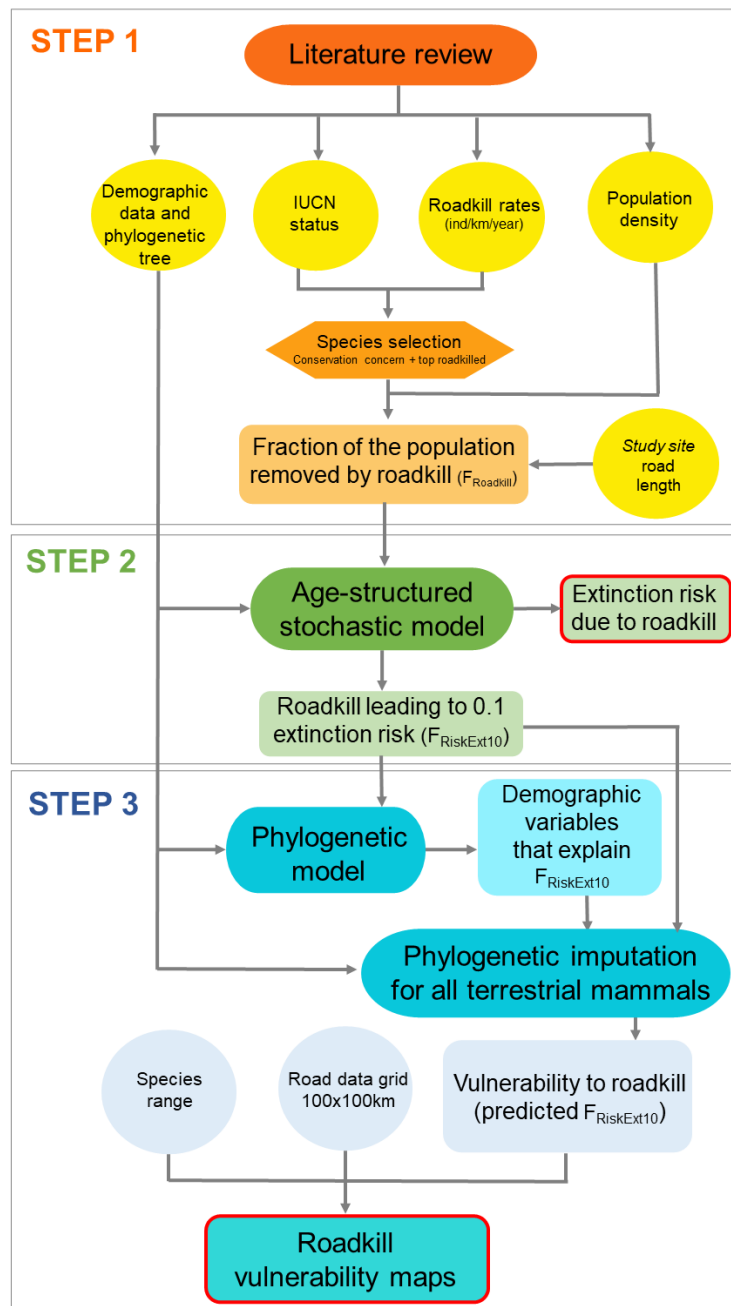 STEP 1
Literature review
Demographic
data and
phylogenetic
tree
IUCN
status
Roadkill rates
(ind/km/year)
Population
density
Species selection
Conservation concern + top roadkilled
Fraction of the population
removed by roadkill (F_Roadkill)
Study site
road
length
STEP 2
Age-structured
stochastic model
Extinction risk
due to roadkill
Roadkill leading to 0.1
extinction risk (F_RiskExt10)
STEP 3
Phylogenetic
model
Demographic
variables
that explain
F_RiskExt10
Phylogenetic imputation
for all terrestrial mammals
Species
range
Road data grid
100x100km
Vulnerability to roadkill
(predicted F_RiskExt10)
Roadkill
vulnerability maps